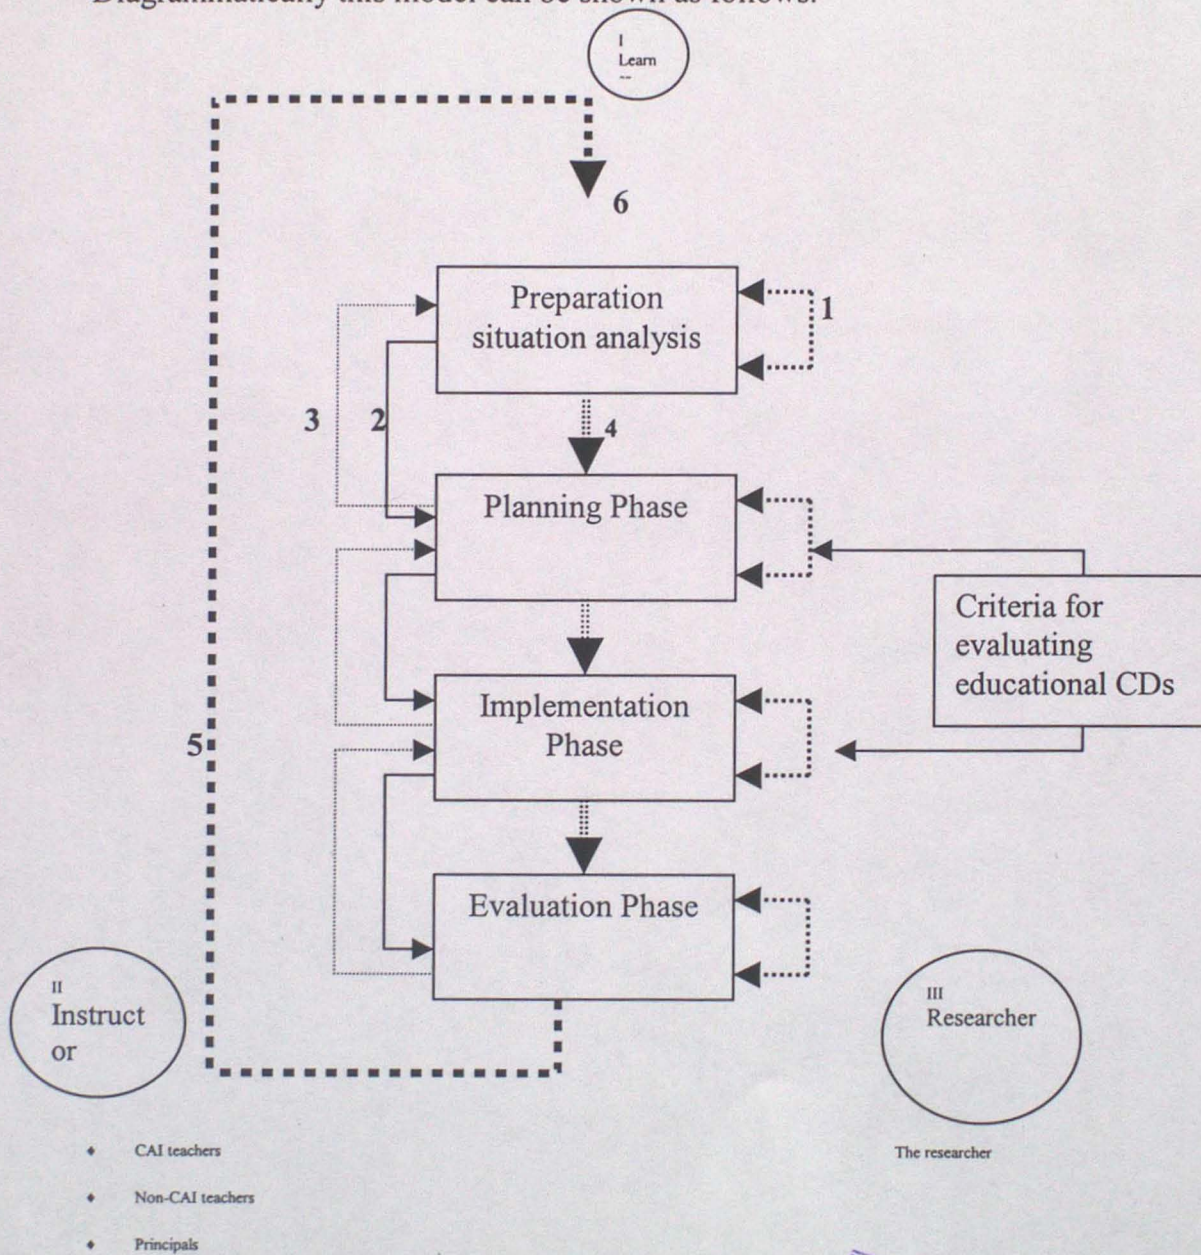 Diagrammatically this model can be shown as follows:
I
Learn
6
Preparation
situation analysis
1
3
2
4
Planning Phase
Criteria for
evaluating
educational CDs
Implementation
Phase
5
Evaluation Phase
II
Instruct
or
III
Researcher
♦ CAI teachers
The researcher
♦ Non-CAI teachers
♦ Principals